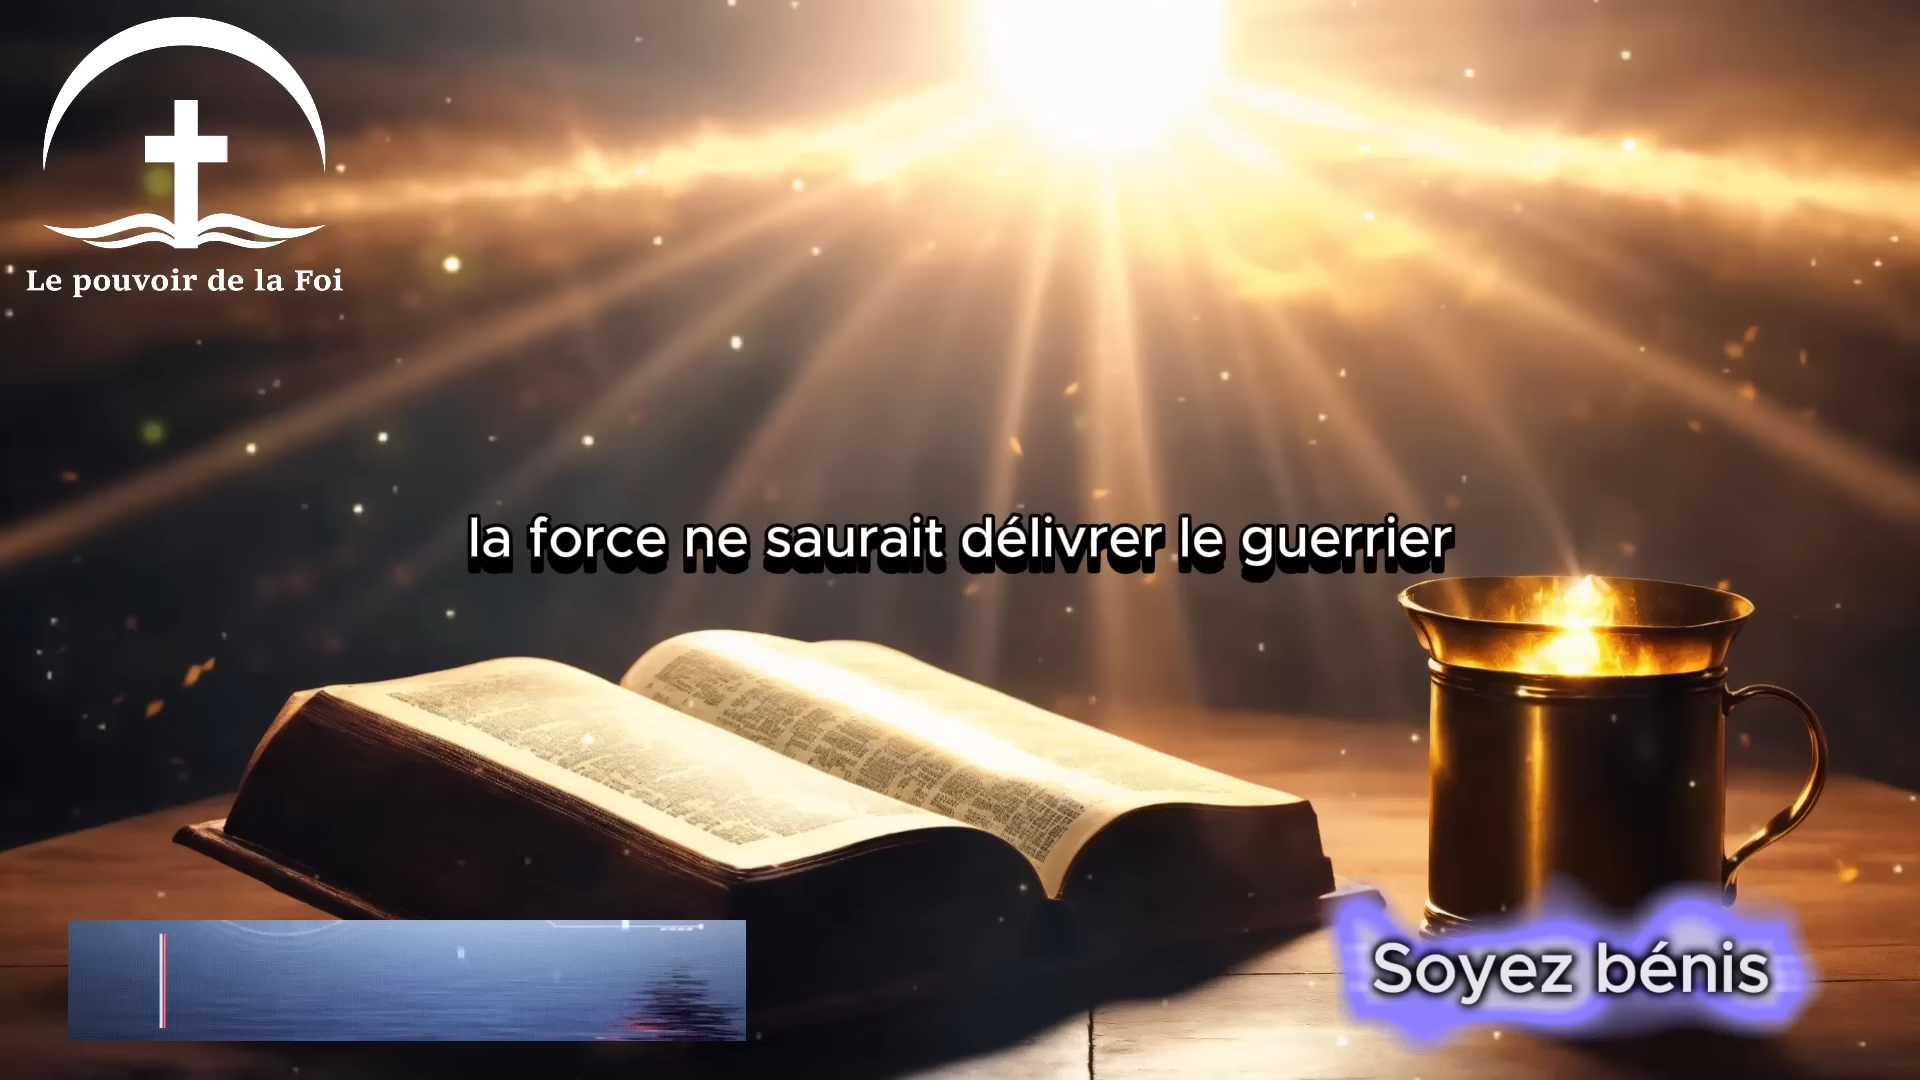 Le pouvoir de la Foi
la force ne saurait délivrer le guerrier
Soyez bénis